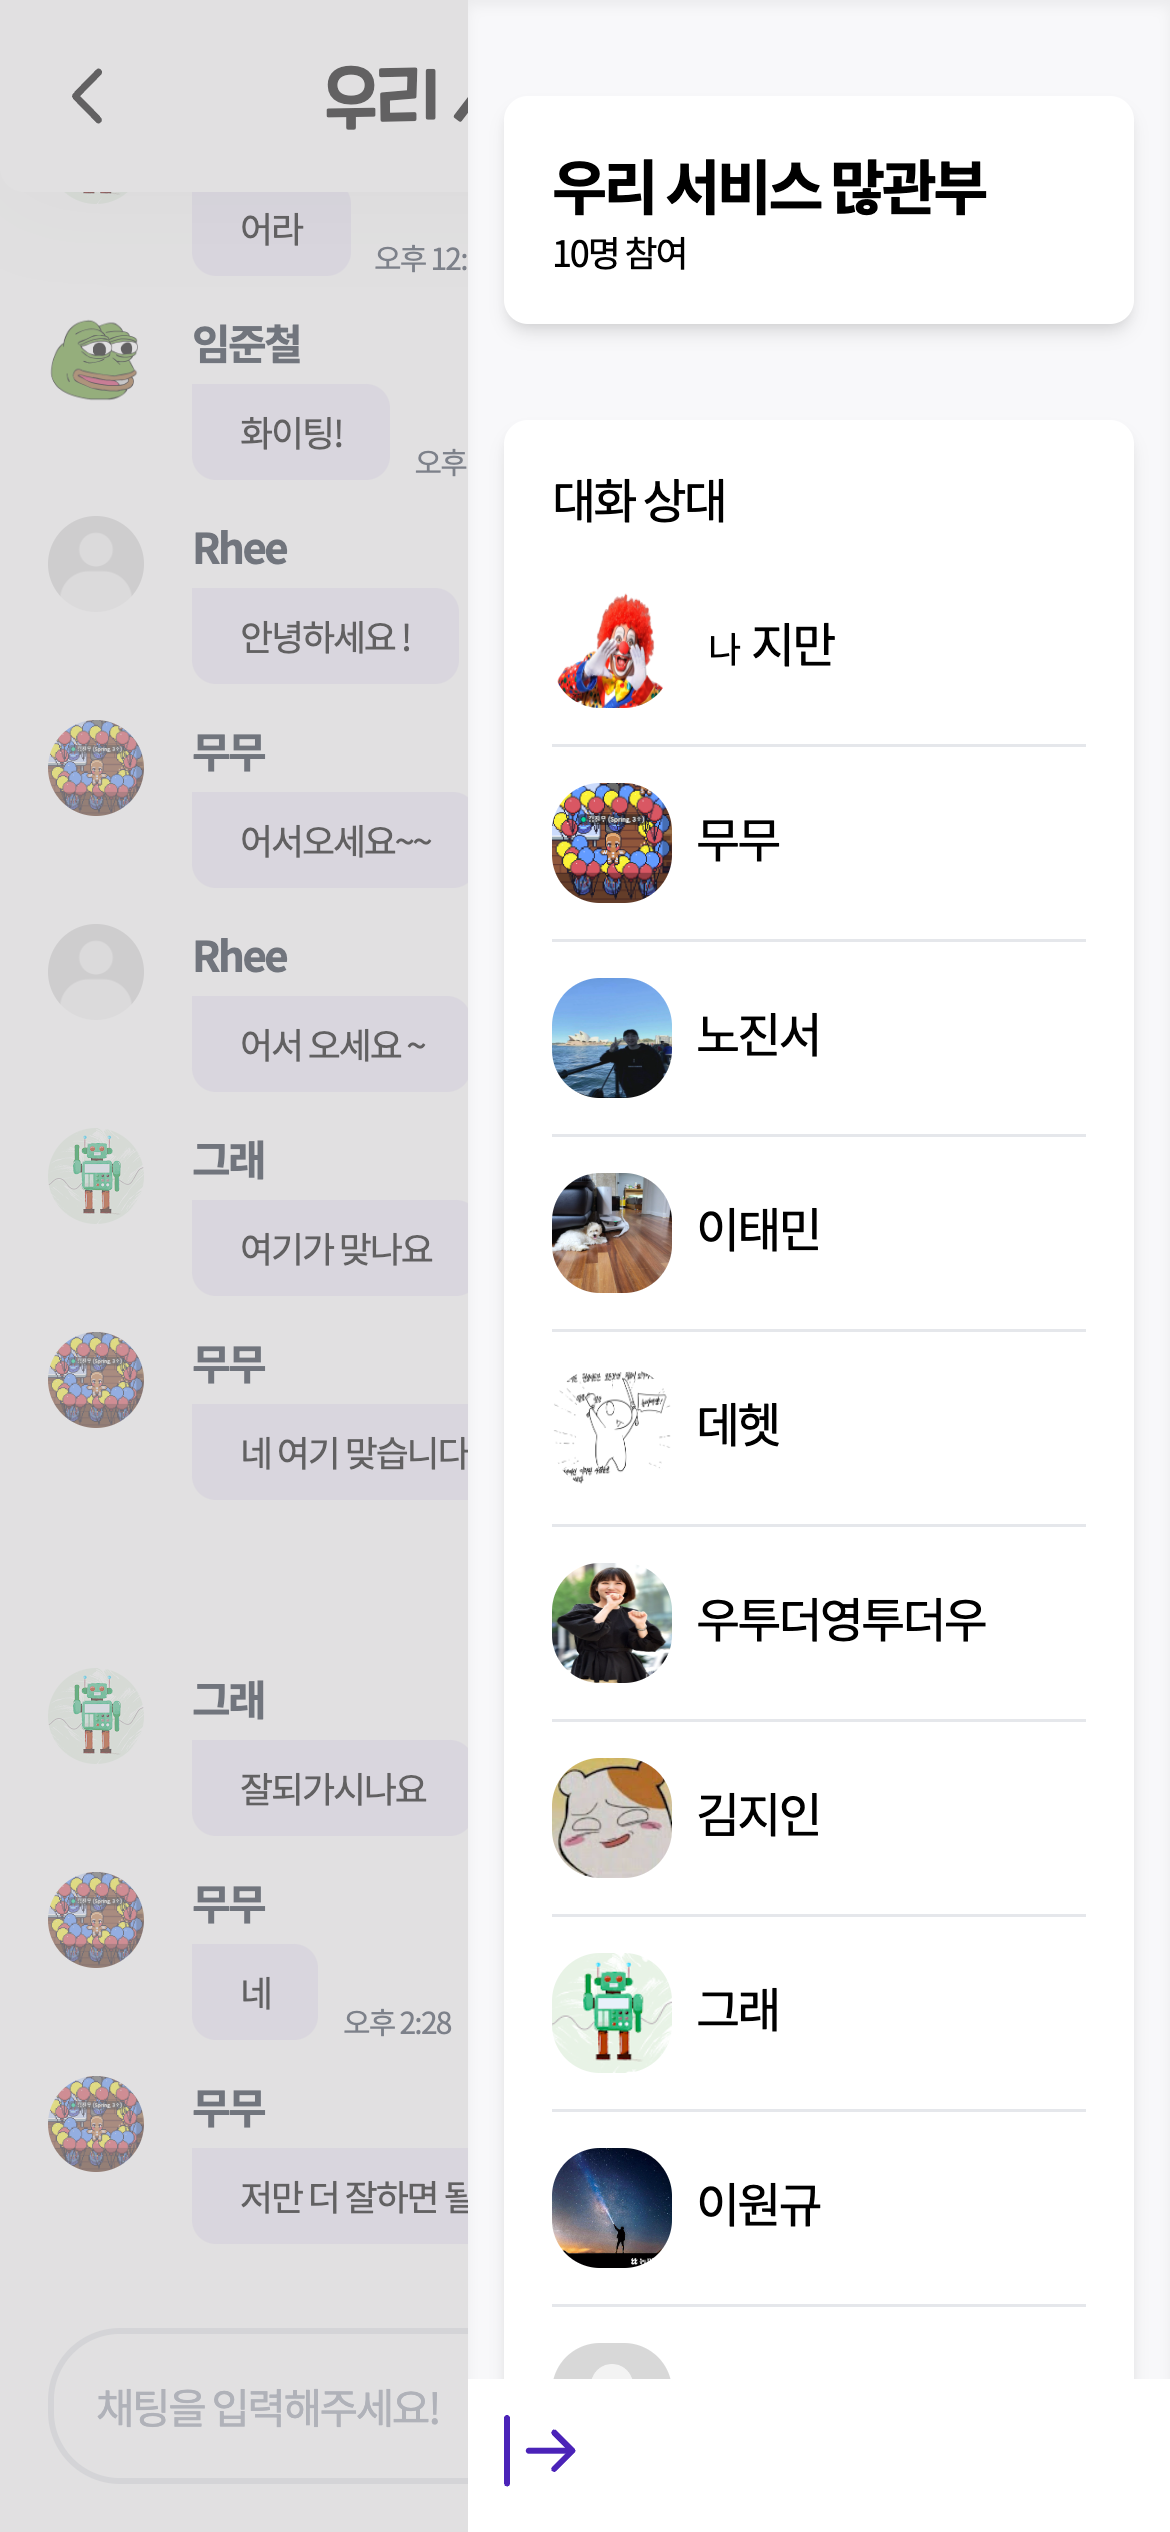 우리
어라
오후 12:
임준철
화이팅!
오후
Rhee
안녕하세요 !
무무
어서오세요~~
Rhee
어서 오세요 ~
그래
여기가 맞나요
무무
네 여기 맞습니다
그래
잘되가시나요
무무
네
오후 2:28
무무
저만 더 잘하면 될
채팅을 입력해주세요!
우리 서비스 많관부
10명 참여
대화 상대
나 지만
무무
노진서
이태민
데헷
우투더영투더우
김지인
그래
이원규